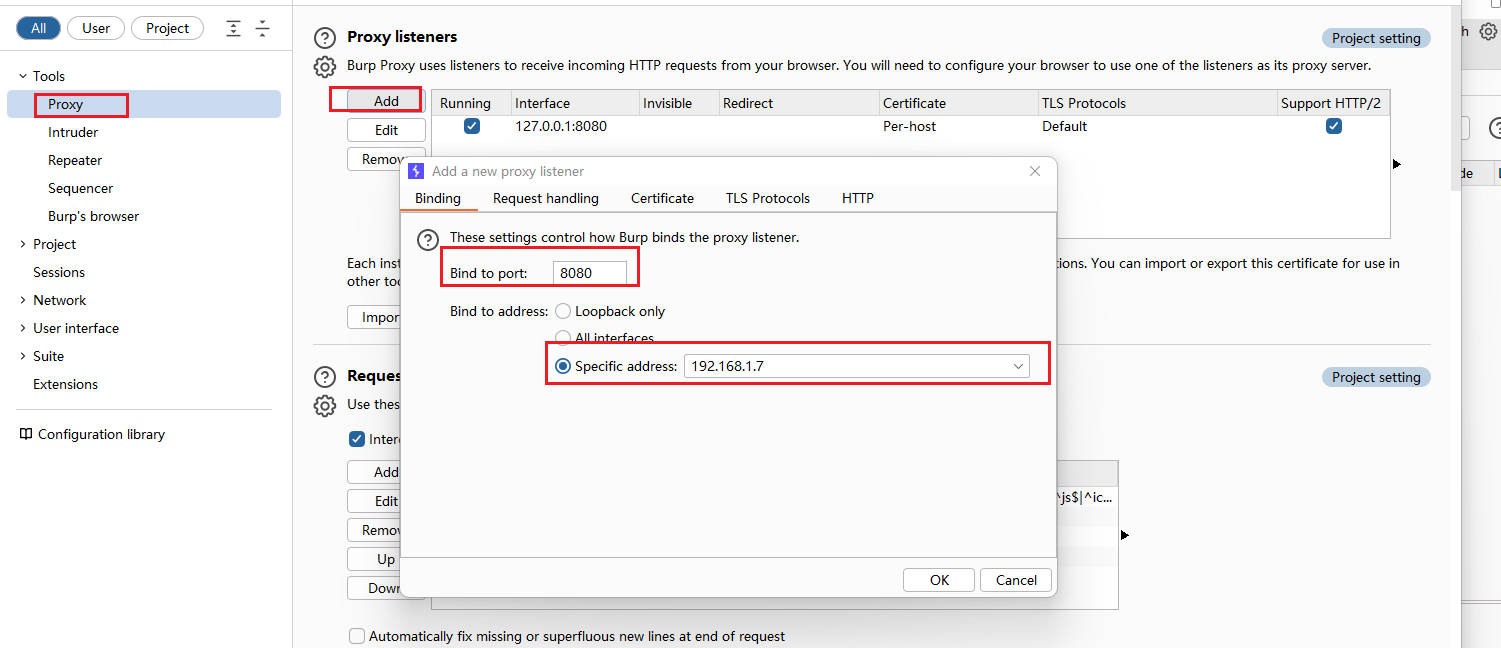 All User Project
Tools
Proxy
Intruder
Repeater
Sequencer
Burp's browser
Project
Sessions
Network
User interface
Suite
Extensions
Configuration library
Proxy listeners
Project setting
Burp Proxy uses listeners to receive incoming HTTP requests from your browser. You will need to configure your browser to use one of the listeners as its proxy server.
Add
Edit
Remov
Running Interface Invisible Redirect Certificate TLS Protocols Support HTTP/2
127.0.0.1:8080 Per-host Default
Add a new proxy listener
Binding Request handling Certificate TLS Protocols HTTP
These settings control how Burp binds the proxy listener.
Bind to port: 8080
Bind to address: Loopback only
All interfaces
Specific address: 192.168.1.7
OK Cancel
Each inst
ions. You can import or export this certificate for use in
other too
Impor
Reques
Project setting
Use thes
Interc
Add
Edit
Remov
Up
Down
^js$|^ic...
Automatically fix missing or superfluous new lines at end of request
h
de